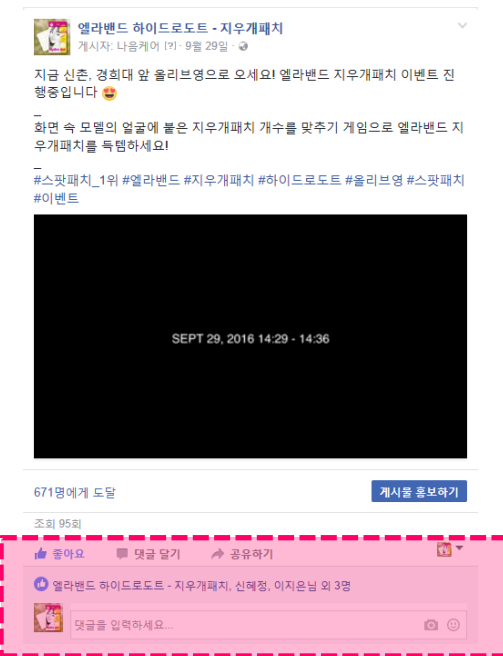 엘라밴드 하이드로도트 - 지우개패치
게시자: 나음케어 [?] · 9월 29일 ·
지금 신촌, 경희대 앞 올리브영으로 오세요! 엘라밴드 지우개패치 이벤트 진
행중입니다 😍
_
화면 속 모델의 얼굴에 붙은 지우개패치 개수를 맞추기 게임으로 엘라밴드 지
우개패치를 득템하세요!
_
#스팟패치_1위 #엘라밴드 #지우개패치 #하이드로도트 #올리브영 #스팟패치
#이벤트
SEPT 29, 2016 14:29 - 14:36
671명에게 도달 게시물 홍보하기
조회 95회
좋아요 댓글 달기 공유하기
엘라밴드 하이드로도트 - 지우개패치, 신혜정, 이지은님 외 3명
댓글을 입력하세요...